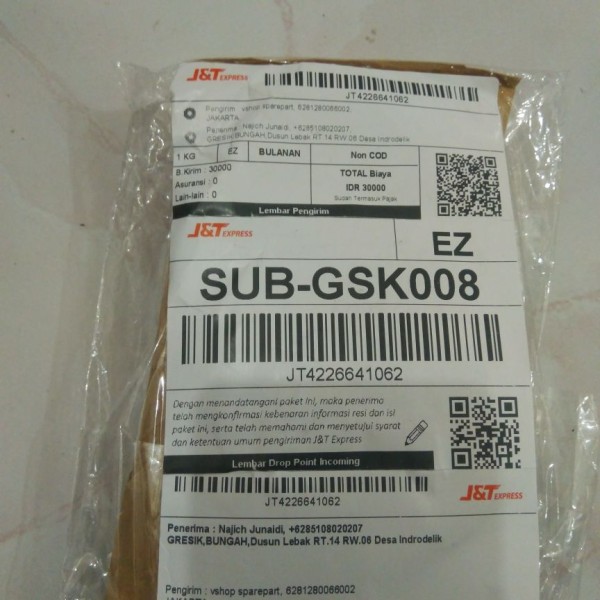 J&T EXPRESS
JT4226641062
Pengirim : vshop sparepart, 6281280066002
JAKARTA
Penerima : Najich Junaidi, +6285108020207
GRESIK,BUNGAH,Dusun Lebak RT.14 RW.06 Desa Indrodelik
1 KG EZ BULANAN Non COD
B.Kirim : 30000
Asuransi : 0
Lain-lain : 0
TOTAL Biaya
IDR 30000
Sudah Termasuk Pajak
Lembar Pengirim
J&T EXPRESS
EZ
SUB-GSK008
JT4226641062
Dengan menandatangani paket ini, maka penerima
telah mengkonfirmasi kebenaran informasi resi dan isi
paket ini, serta telah memahami dan menyetujui syarat
dan ketentuan umum pengiriman J&T Express
Lembar Drop Point Incoming
JT4226641062
J&T EXPRESS
Penerima : Najich Junaidi, +6285108020207
GRESIK,BUNGAH,Dusun Lebak RT.14 RW.06 Desa Indrodelik
Pengirim : vshop sparepart, 6281280066002
JAKARTA